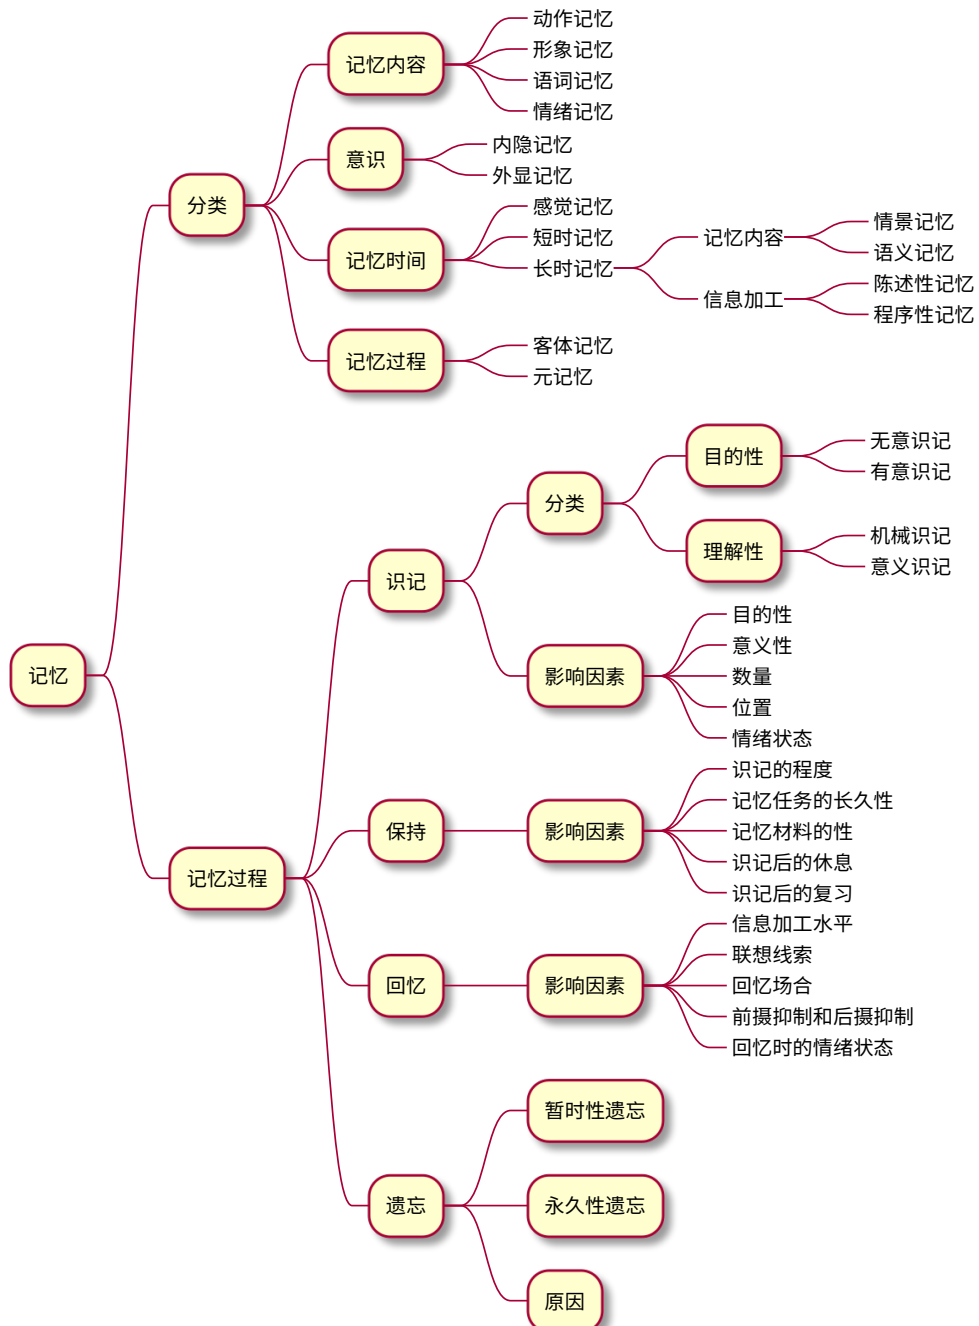 记忆
分类
记忆内容
动作记忆
形象记忆
语词记忆
情绪记忆
意识
内隐记忆
外显记忆
记忆时间
感觉记忆
短时记忆
长时记忆
记忆内容
情景记忆
语义记忆
信息加工
陈述性记忆
程序性记忆
记忆过程
客体记忆
元记忆
记忆过程
识记
分类
目的性
无意识记
有意识记
理解性
机械识记
意义识记
影响因素
目的性
意义性
数量
位置
情绪状态
保持
影响因素
识记的程度
记忆任务的长久性
记忆材料的性
识记后的休息
识记后的复习
回忆
影响因素
信息加工水平
联想线索
回忆场合
前摄抑制和后摄抑制
回忆时的情绪状态
遗忘
暂时性遗忘
永久性遗忘
原因